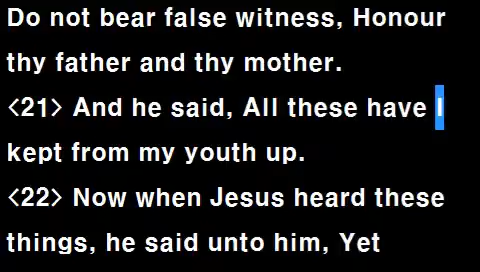 Do not bear false witness, Honour
thy father and thy mother.
<21> And he said, All these have I
kept from my youth up.
<22> Now when Jesus heard these
things, he said unto him, Yet